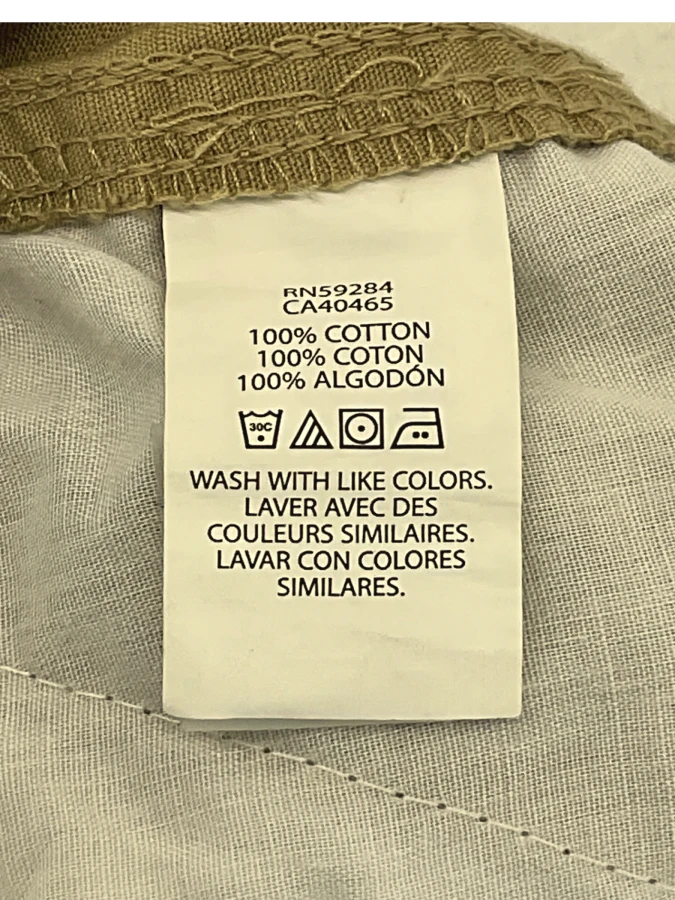 RN59284
CA40465
100% COTTON
100% COTON
100% ALGODÓN
30C
WASH WITH LIKE COLORS.
LAVER AVEC DES
COULEURS SIMILAIRES.
LAVAR CON COLORES
SIMILARES.